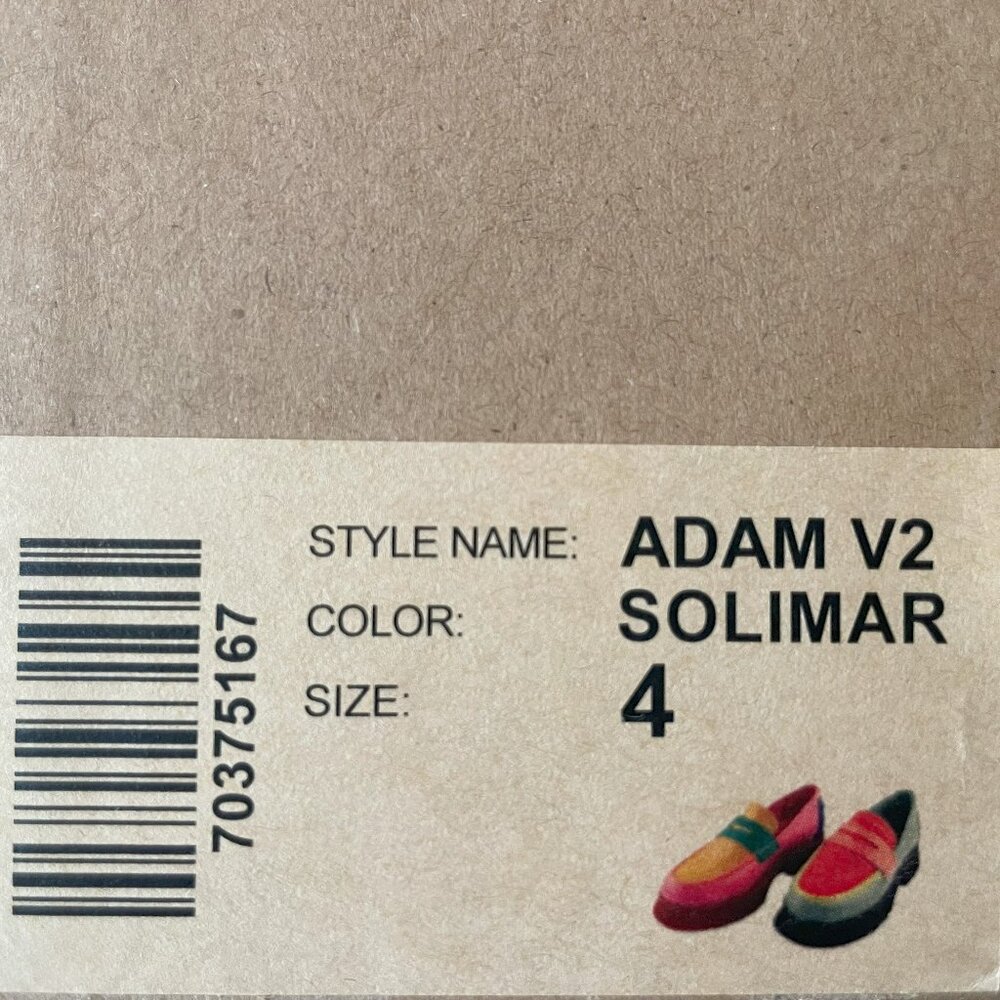 STYLE NAME: ADAM V2
COLOR: SOLIMAR
SIZE: 4
70375167